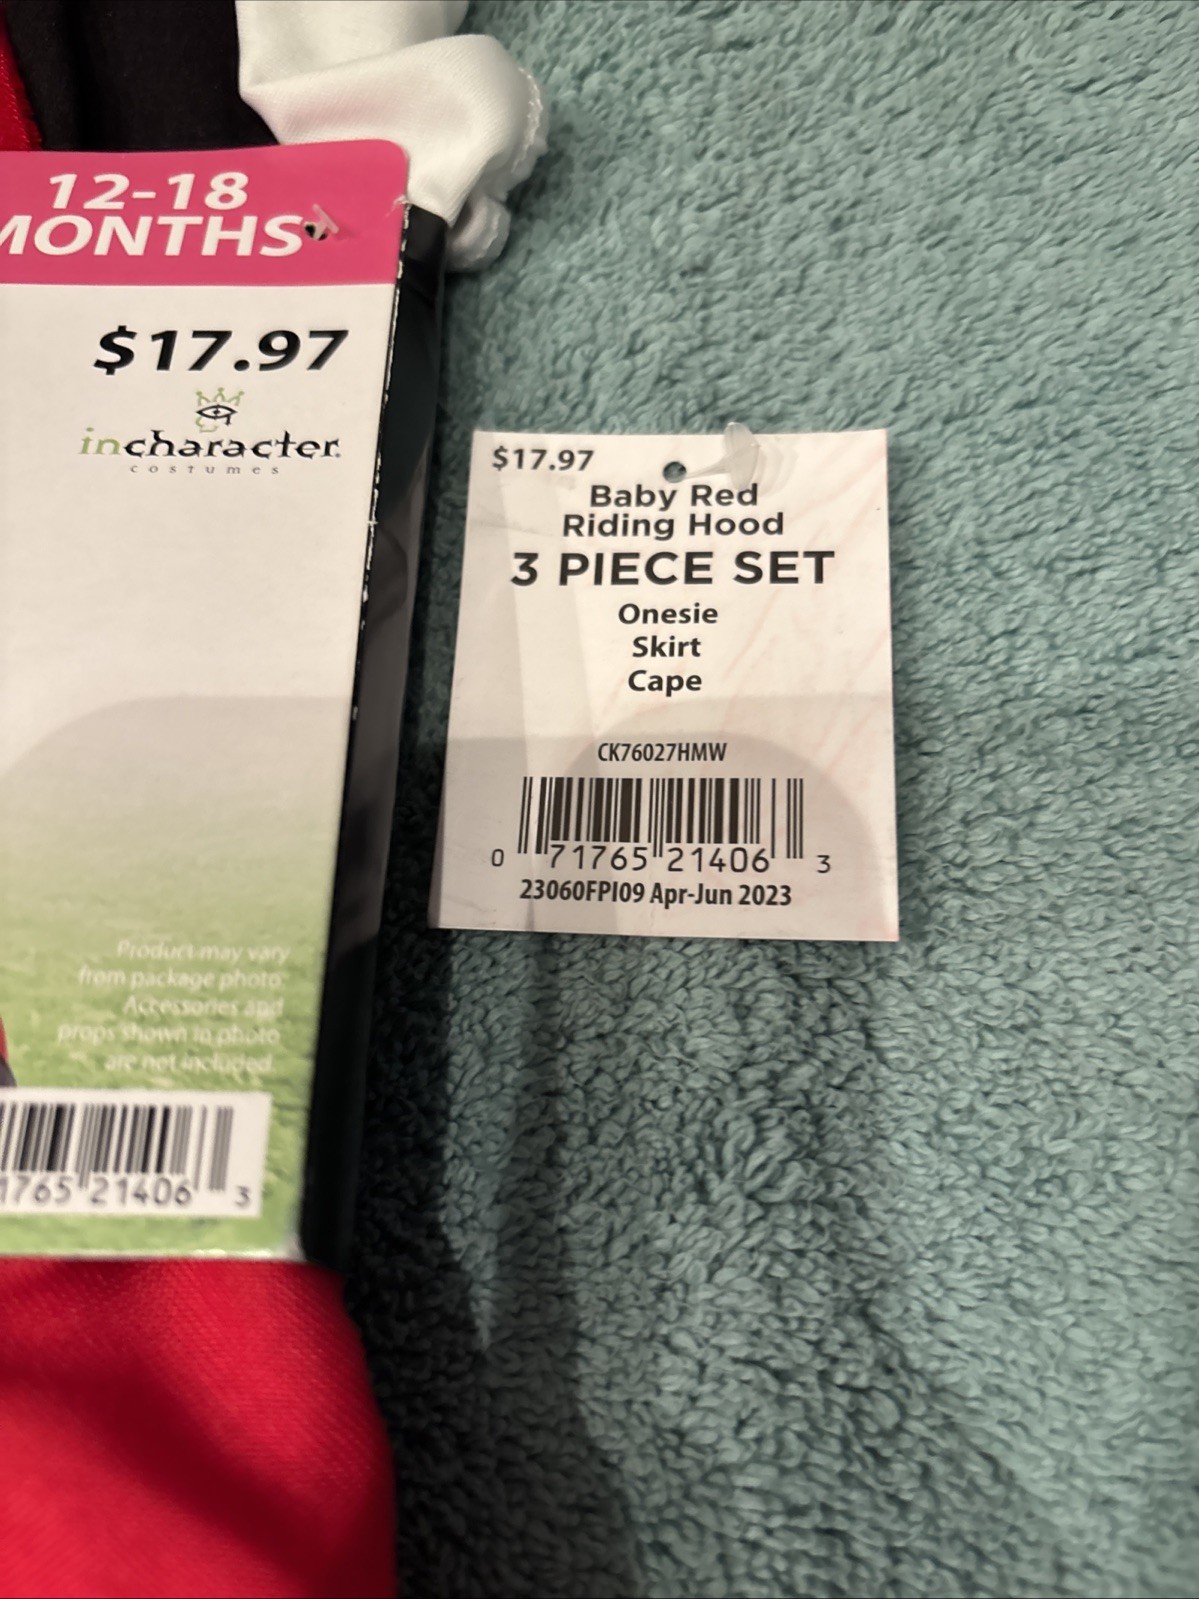 12-18
MONTHS
$17.97
incharacter
costumes
Product may vary
from package photo.
Accessories and
props shown in photo
are not included.
1765 21406 3
$17.97
Baby Red
Riding Hood
3 PIECE SET
Onesie
Skirt
Cape
CK76027HMW
0 71765 21406 3
23060FPI09 Apr-Jun 2023